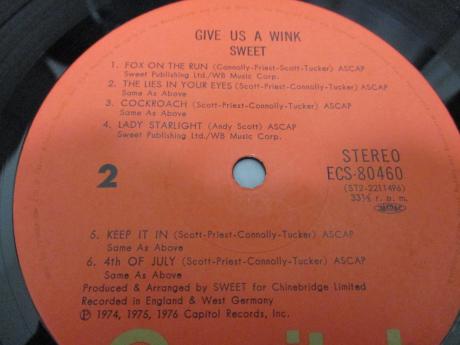 GIVE US A WINK
SWEET
1. FOX ON THE RUN (Connolly-Priest-Scott-Tucker) ASCAP
Sweet Publishing Ltd./WB Music Corp.
2. THE LIES IN YOUR EYES (Scott-Priest-Connolly-Tucker) ASCAP
Same As Above
3. COCKROACH (Scott-Priest-Connolly-Tucker) ASCAP
Same As Above
4. LADY STARLIGHT (Andy Scott) ASCAP
Sweet Publishing Ltd./WB Music Corp.
2
STEREO
ECS-80460
(ST2-2211496)
33⅓ r.p.m.
5. KEEP IT IN (Scott-Priest-Connolly-Tucker) ASCAP
Same As Above
6. 4th OF JULY (Scott-Priest-Connolly-Tucker) ASCAP
Same As Above
Produced & Arranged by SWEET for Chinebridge Limited
Recorded in England & West Germany
℗ 1974, 1975, 1976 Capitol Records, Inc.